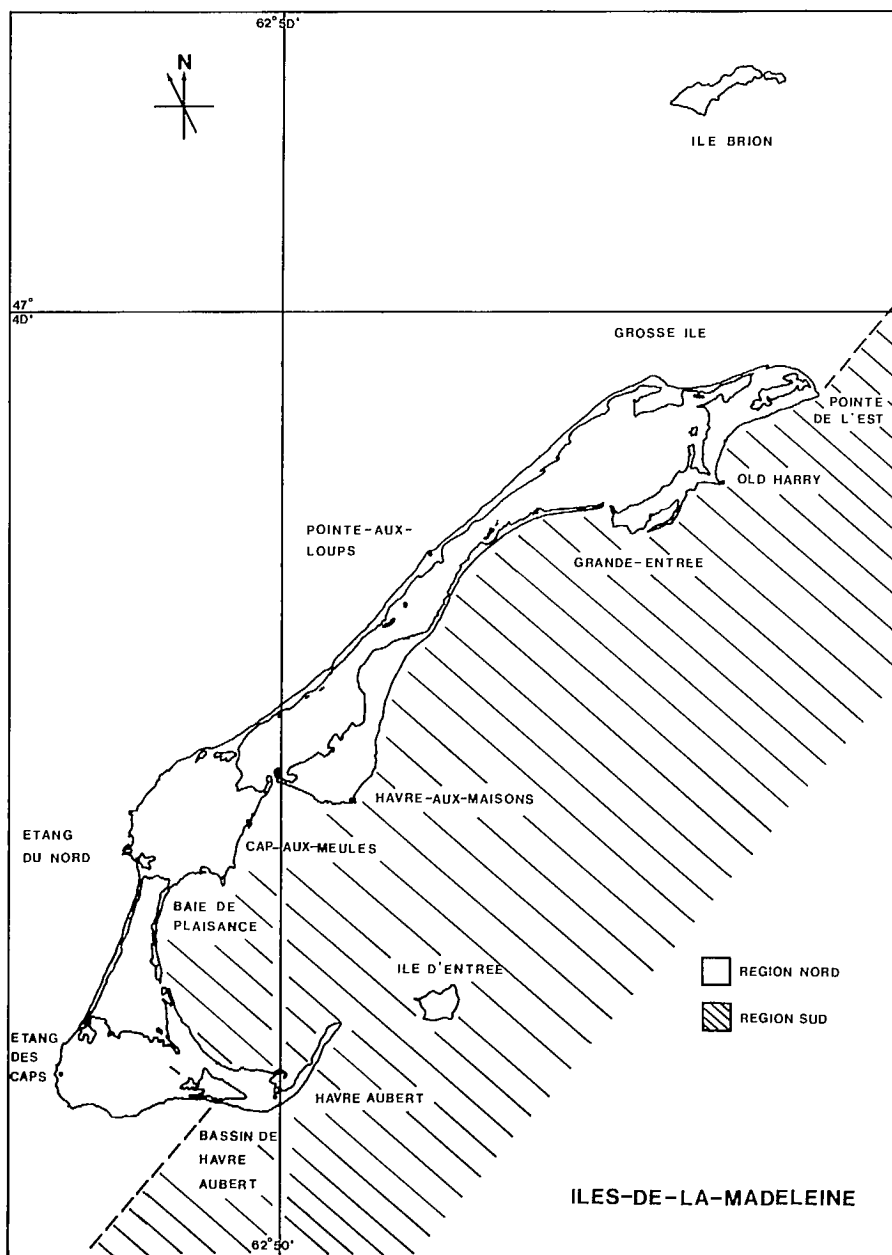 62° 50'
N
ILE BRION
47°
40'
GROSSE ILE
POINTE
DE L'EST
OLD HARRY
POINTE-AUX-
LOUPS
GRANDE-ENTREE
HAVRE-AUX-MAISONS
ETANG
DU NORD
CAP-AUX-MEULES
BAIE DE
PLAISANCE
ILE D'ENTREE
REGION NORD
REGION SUD
ETANG
DES
CAPS
HAVRE AUBERT
BASSIN DE
HAVRE
AUBERT
ILES-DE-LA-MADELEINE
62° 50'